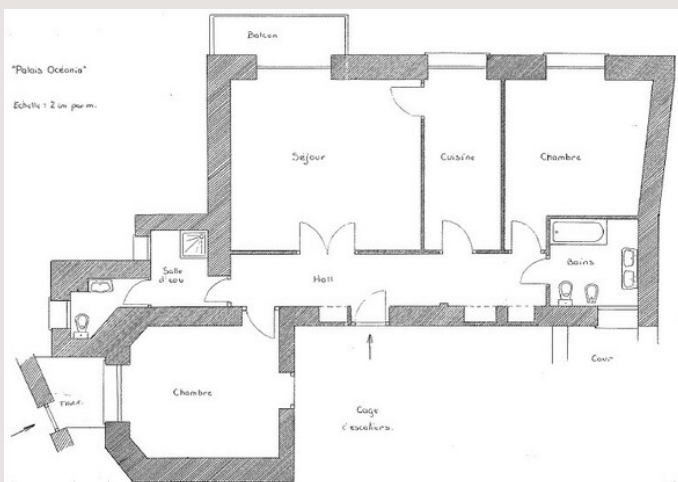 Balcon
"Palais Océania"
Echelle : 2 cm par m.
Séjour
Cuisine
Chambre
Salle
d'eau
Bains
Hall
Chambre
Cour
Cage
d'escaliers.